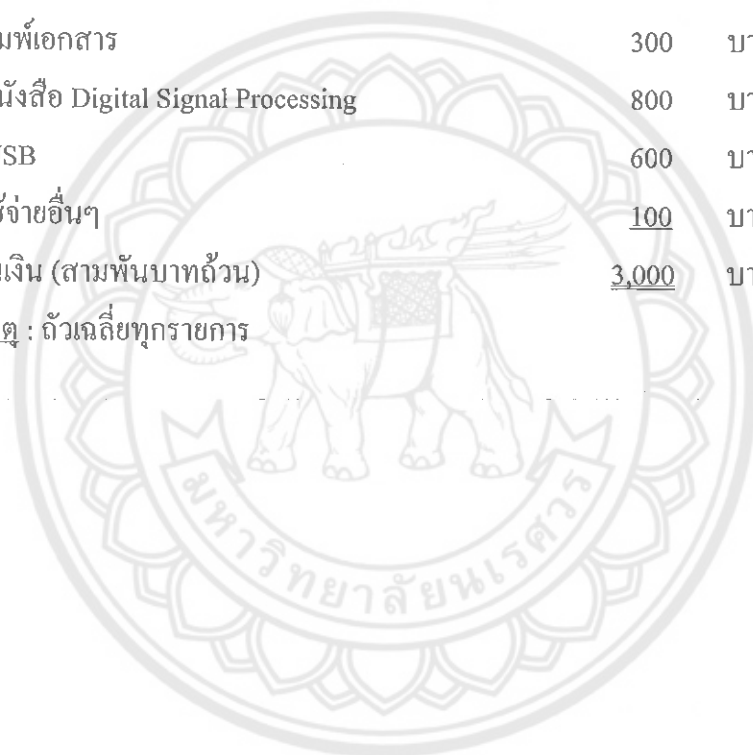 มพ์เอกสาร 300 บา
นังสือ Digital Signal Processing 800 บา
SB 600 บา
จ่ายอื่นๆ 100 บา
นเงิน (สามพันบาทถ้วน) 3,000 บา
ตุ : ถัวเฉลี่ยทุกรายการ
มหาวิทยาลัยนเรศวร